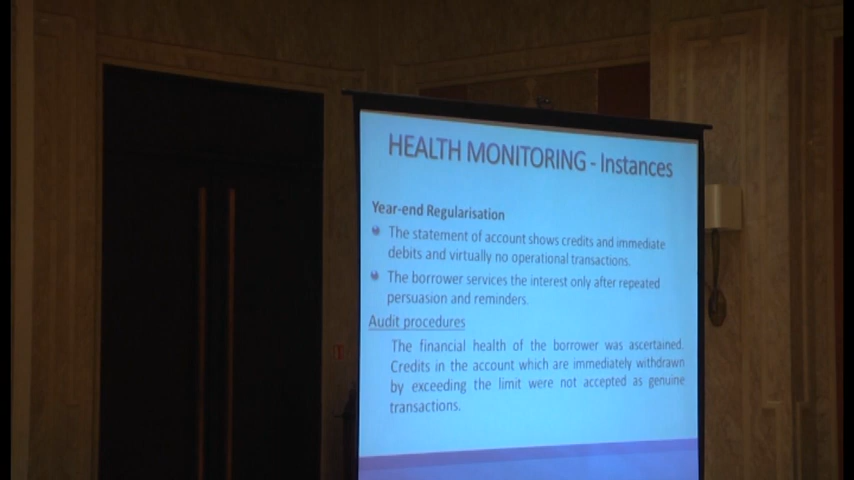 HEALTH MONITORING - Instances
Year-end Regularisation
The statement of account shows credits and immediate
debits and virtually no operational transactions.
The borrower services the interest only after repeated
persuasion and reminders.
Audit procedures
The financial health of the borrower was ascertained.
Credits in the account which are immediately withdrawn
by exceeding the limit were not accepted as genuine
transactions.